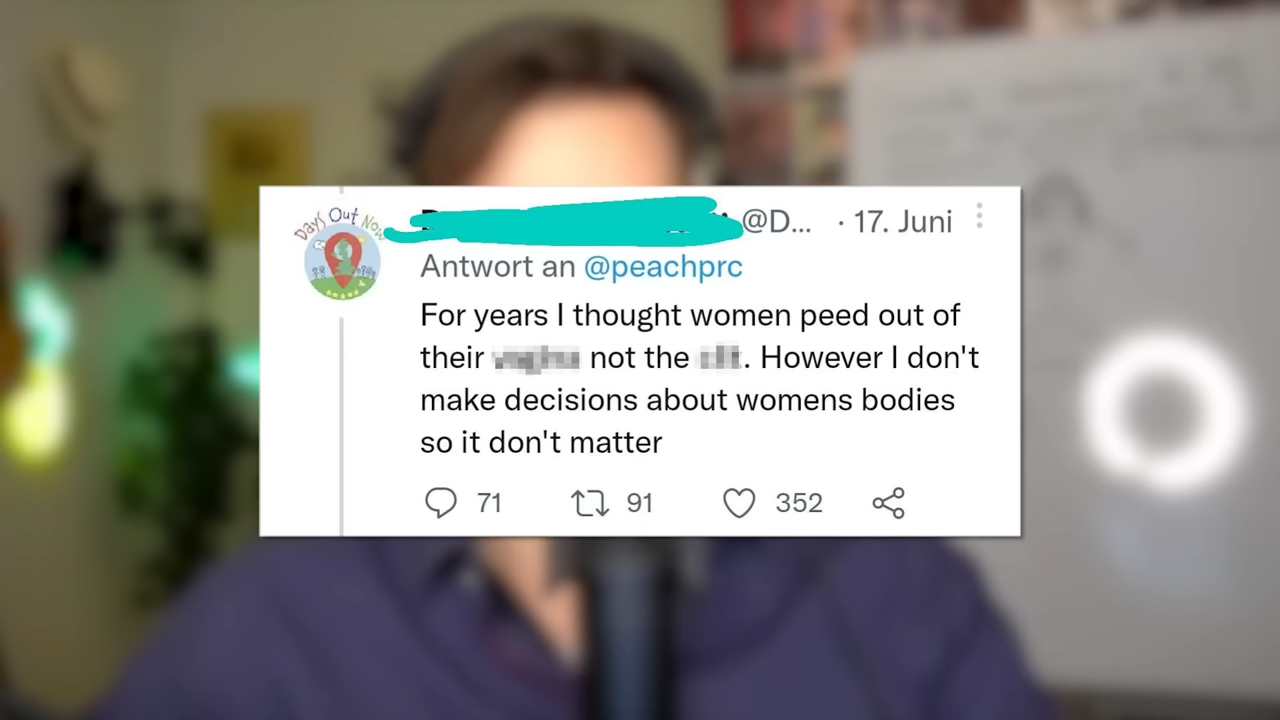 Days Out Now
@D... · 17. Juni
Antwort an @peachprc
For years I thought women peed out of
their not the . However I don't
make decisions about womens bodies
so it don't matter
71 91 352